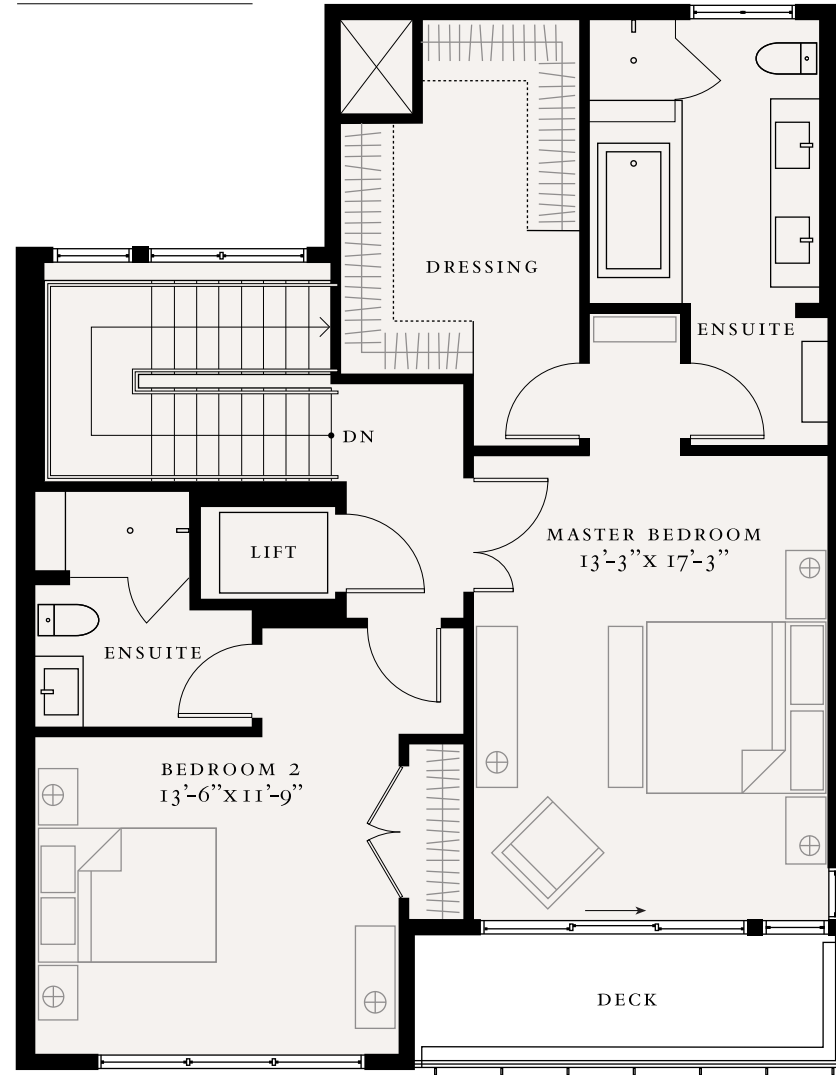 DRESSING
ENSUITE
DN
MASTER BEDROOM
13’-3”X 17’-3”
LIFT
ENSUITE
BEDROOM 2
13’-6”X11’-9”
DECK